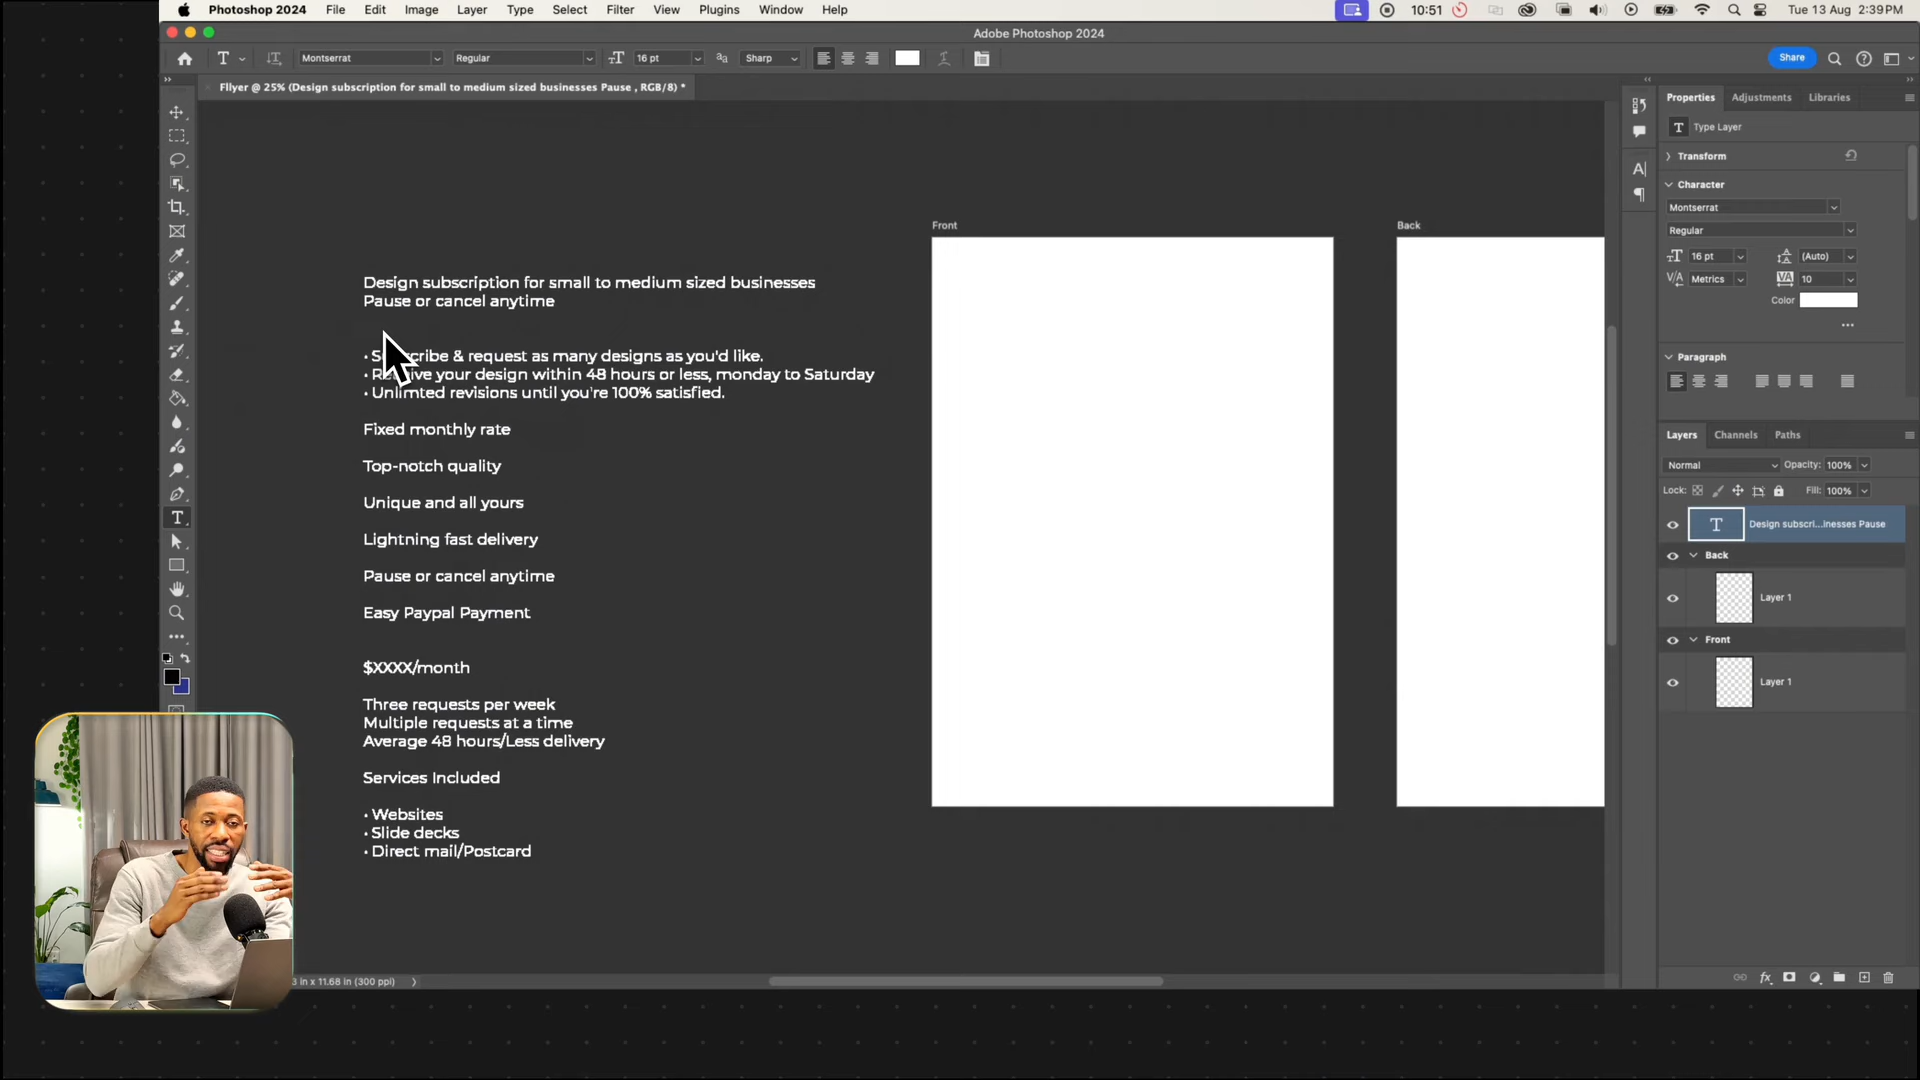 Photoshop 2024 File Edit Image Layer Type Select Filter View Plugins Window Help 10:51 Tue 13 Aug 2:39PM
Adobe Photoshop 2024
Montserrat Regular 16 pt Sharp Share
Fllyer @ 25% (Design subscription for small to medium sized businesses Pause , RGB/8) *
Front
Back
Design subscription for small to medium sized businesses
Pause or cancel anytime
• Subscribe & request as many designs as you'd like.
• Receive your design within 48 hours or less, monday to Saturday
• Unlimted revisions until you're 100% satisfied.
Fixed monthly rate
Top-notch quality
Unique and all yours
Lightning fast delivery
Pause or cancel anytime
Easy Paypal Payment
$XXXX/month
Three requests per week
Multiple requests at a time
Average 48 hours/Less delivery
Services Included
• Websites
• Slide decks
• Direct mail/Postcard
3 in x 11.68 in (300 ppi)
Properties Adjustments Libraries
Type Layer
Transform
Character
Montserrat
Regular
16 pt (Auto)
Metrics 10
Color
Paragraph
Layers Channels Paths
Normal Opacity: 100%
Lock: Fill: 100%
Design subscri...inesses Pause
Back
Layer 1
Front
Layer 1